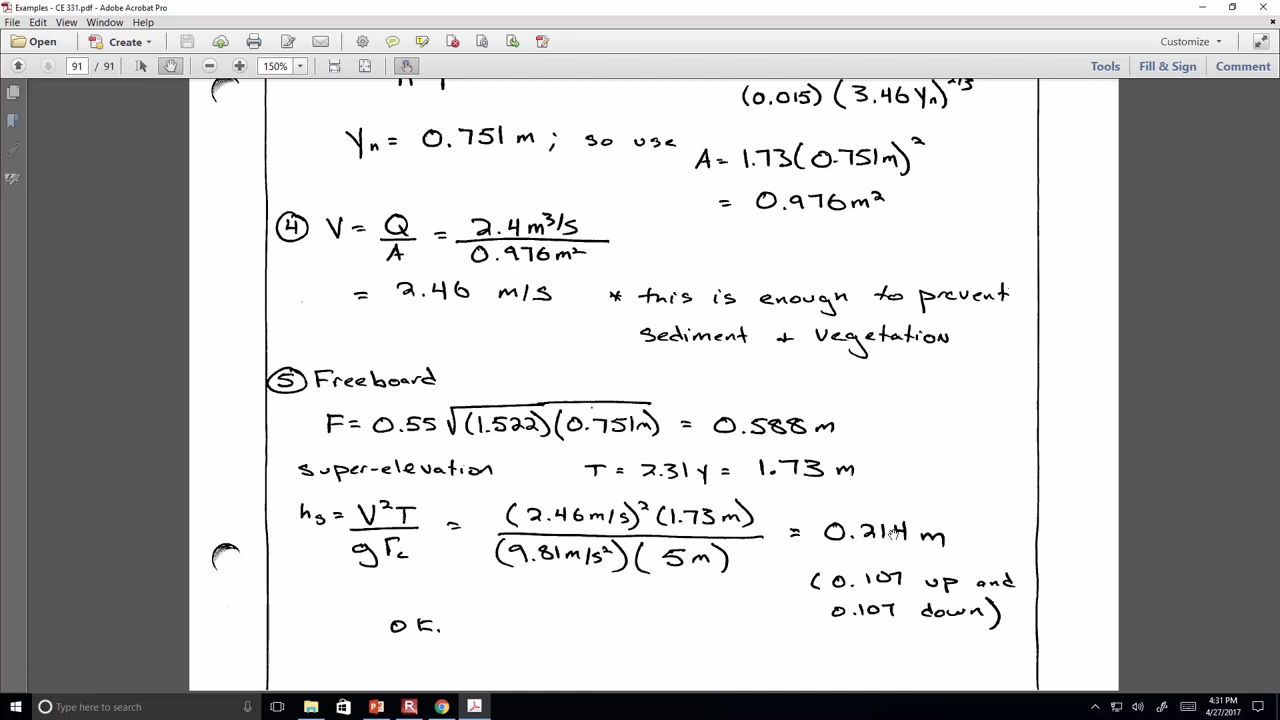 Examples - CE 331.pdf - Adobe Acrobat Pro
File Edit View Window Help
Open Create Customize
91 / 91 150% Tools Fill & Sign Comment
(0.015) (3.46 yn)^2/3
yn = 0.751 m ; so use
A = 1.73(0.751m)²
= 0.976m²
④ V = Q/A = 2.4 m³/s / 0.976m²
= 2.46 m/s * this is enough to prevent
sediment + vegetation
⑤ Freeboard
F = 0.55 √(1.522)(0.751m) = 0.588 m
super-elevation T = 2.31 y = 1.73 m
hs = V²T / g rc = (2.46 m/s)² (1.73 m) / (9.81 m/s²)( 5 m) = 0.214 m
(0.107 up and
0.107 down)
OK.
Type here to search
4:31 PM
4/27/2017